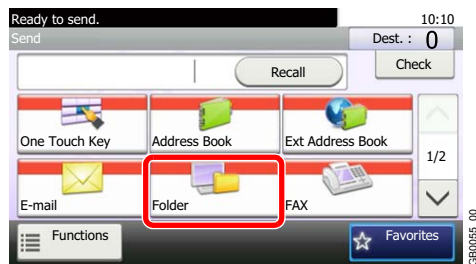 Ready to send.
10:10
Send
Dest. :
0
Recall
Check
One Touch Key
Address Book
Ext Address Book
1/2
E-mail
Folder
FAX
Functions
Favorites
GB0055_00